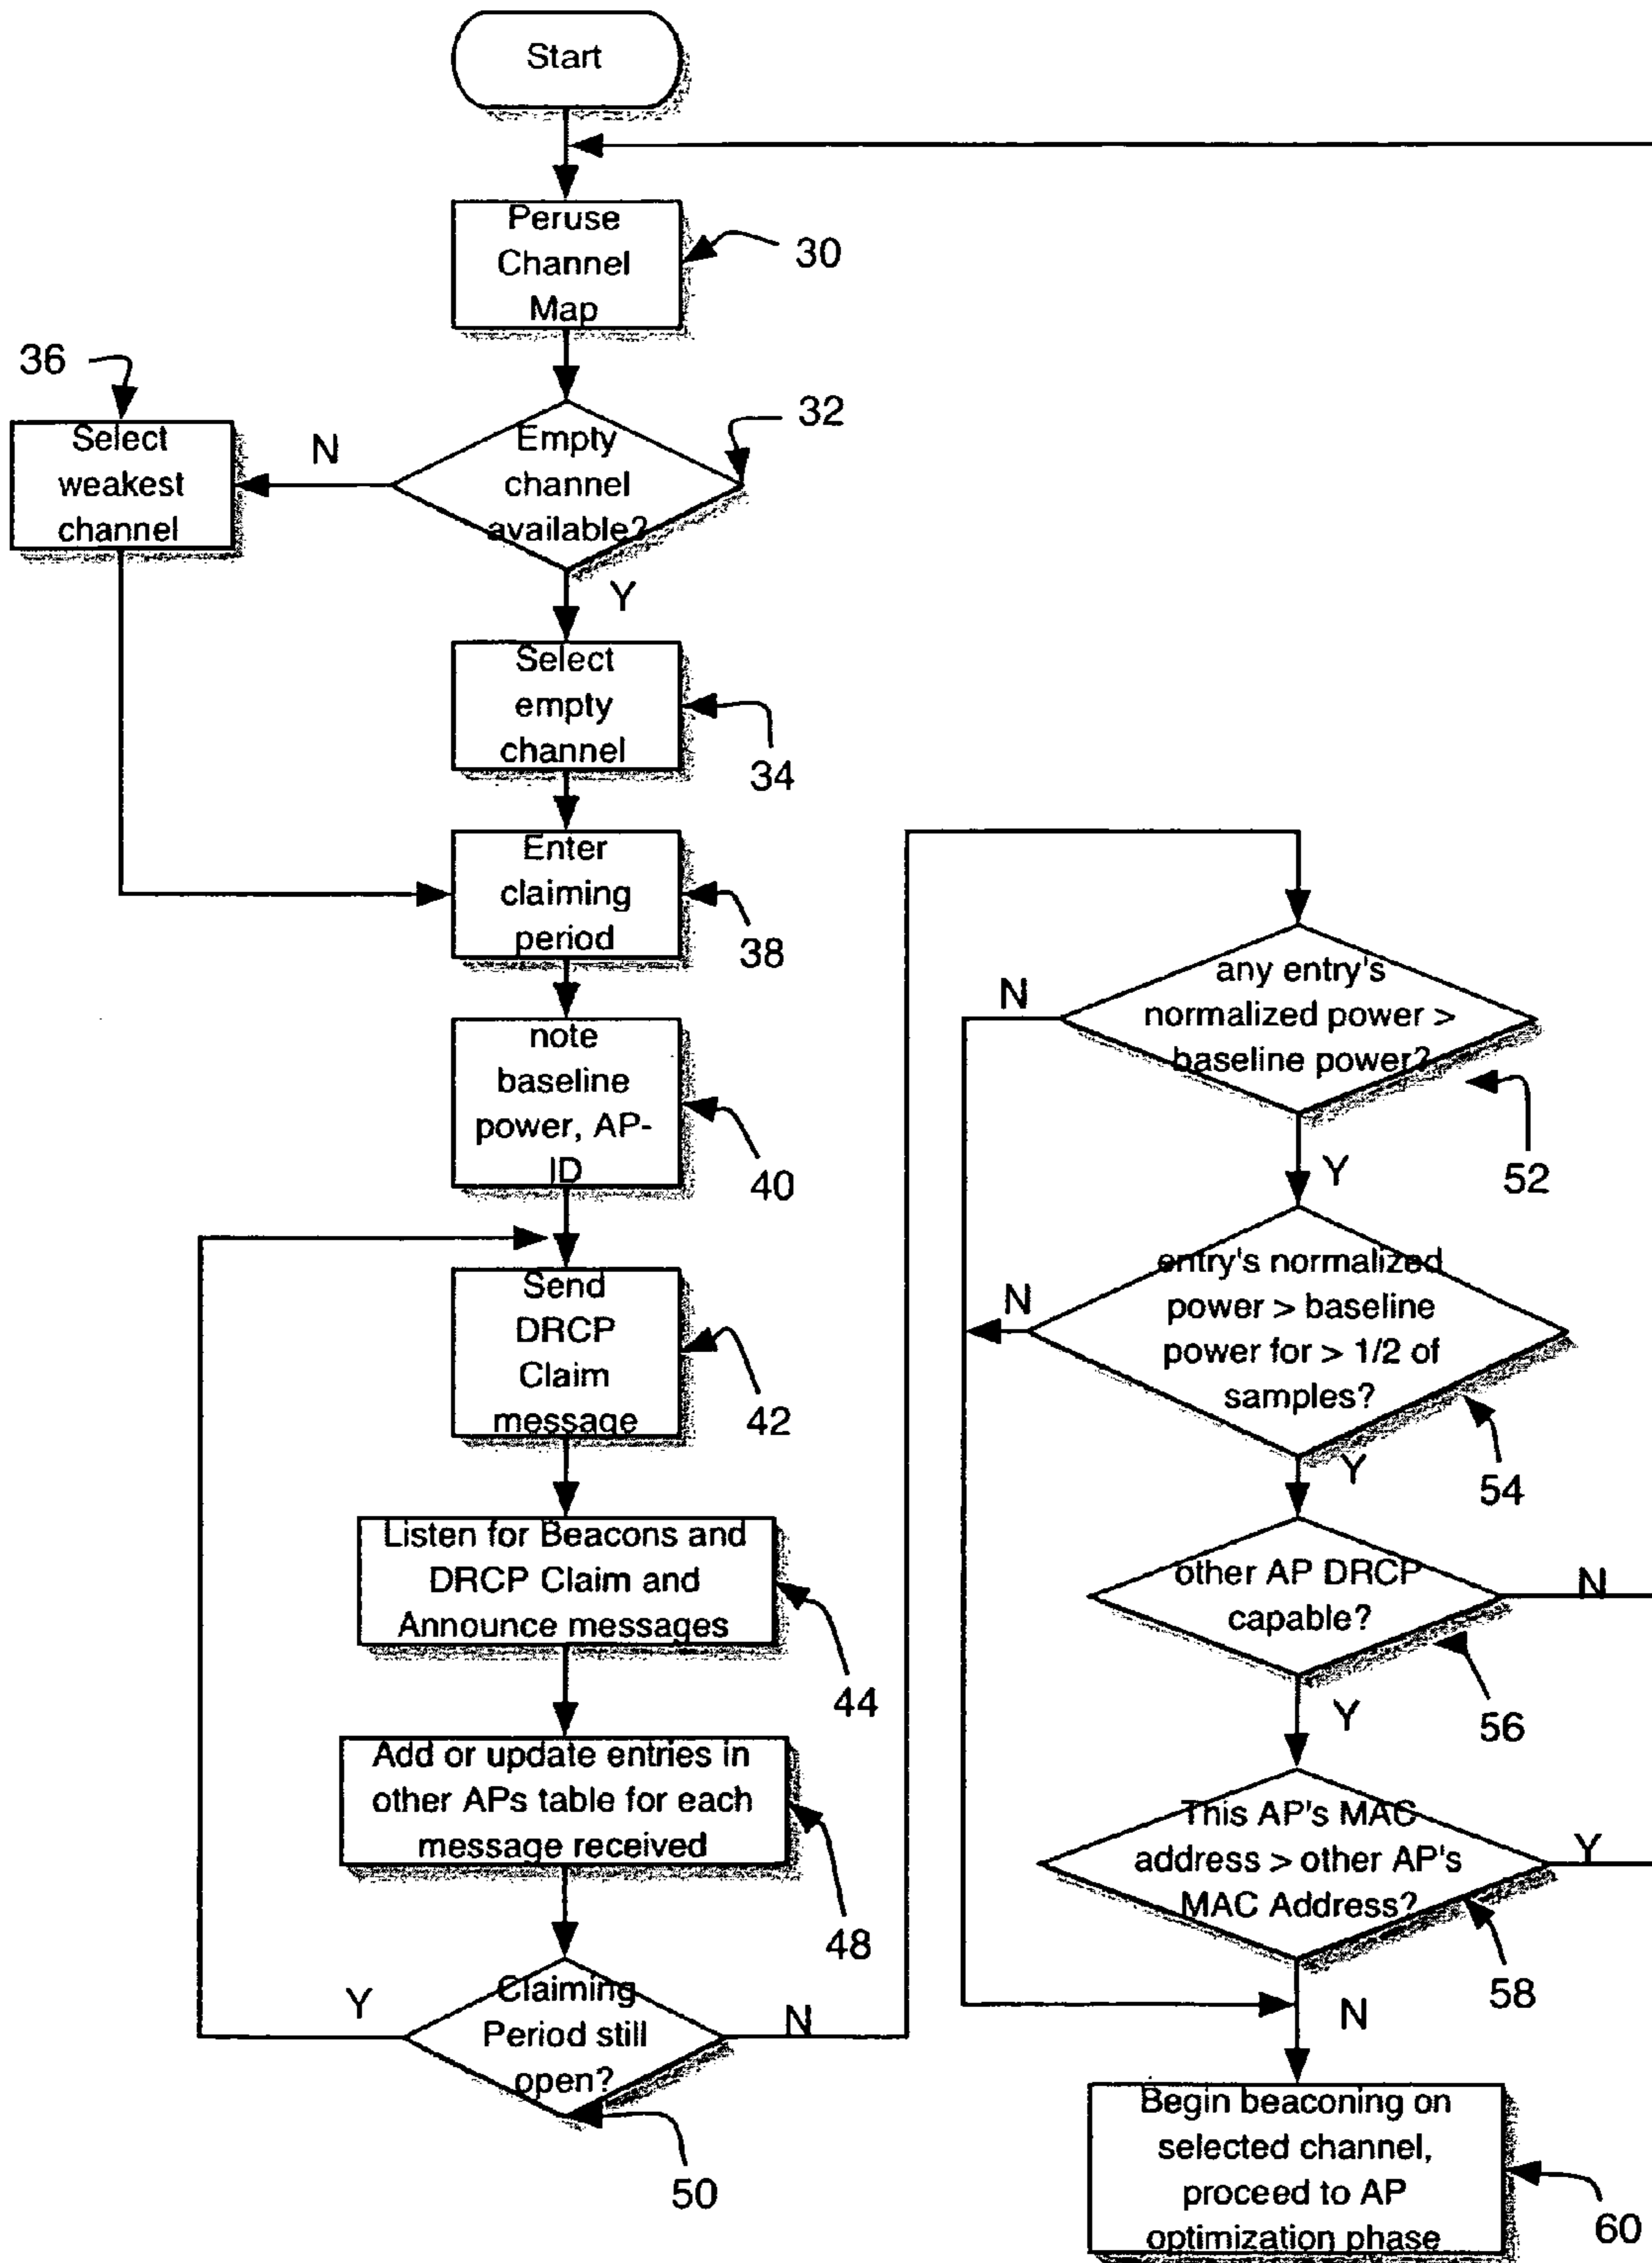 Start
Peruse
Channel
Map
30
36
32
Select
weakest
channel
N
Empty
channel
available?
Y
Select
empty
channel
34
Enter
claiming
period
38
note
baseline
power, AP-
ID
40
Send
DRCP
Claim
message
42
Listen for Beacons and
DRCP Claim and
Announce messages
44
Add or update entries in
other APs table for each
message received
48
Y
Claiming
Period still
open?
N
50
N
any entry's
normalized power >
baseline power?
52
Y
N
entry's normalized
power > baseline
power for > 1/2 of
samples?
54
Y
other AP DRCP
capable?
N
56
Y
This AP's MAC
address > other AP's
MAC Address?
Y
58
N
Begin beaconing on
selected channel,
proceed to AP
optimization phase
60